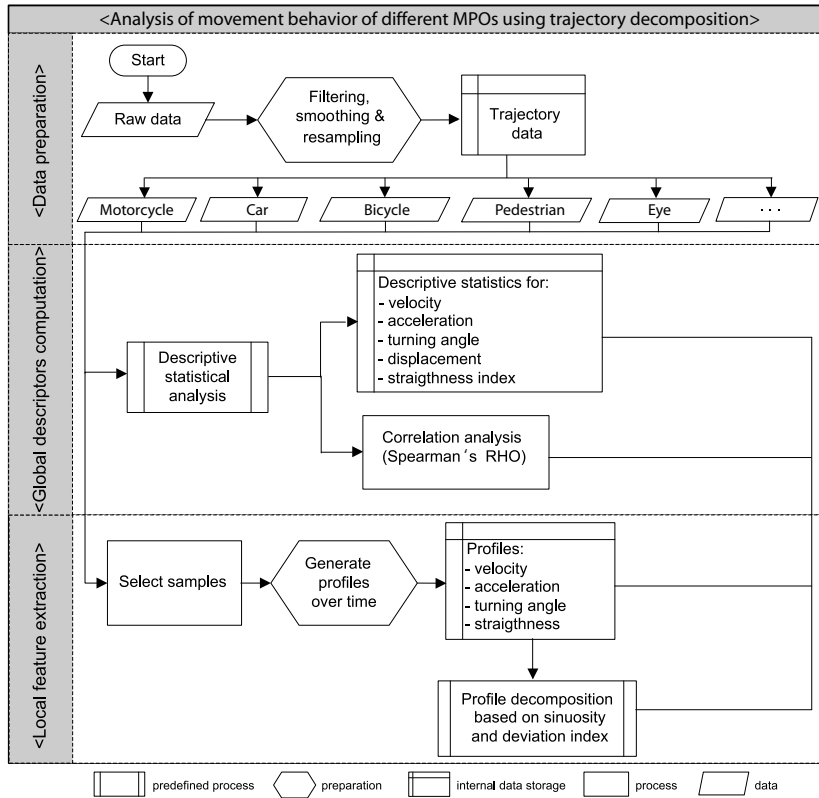 <Analysis of movement behavior of different MPOs using trajectory decomposition>
<Data preparation>
Start
Raw data
Filtering,
smoothing &
resampling
Trajectory
data
Motorcycle
Car
Bicycle
Pedestrian
Eye
. . .
<Global descriptors computation>
Descriptive
statistical
analysis
Descriptive statistics for:
- velocity
- acceleration
- turning angle
- displacement
- straigthness index
Correlation analysis
(Spearman´s RHO)
<Local feature extraction>
Select samples
Generate
profiles
over time
Profiles:
- velocity
- acceleration
- turning angle
- straigthness
Profile decomposition
based on sinuosity
and deviation index
predefined process
preparation
internal data storage
process
data